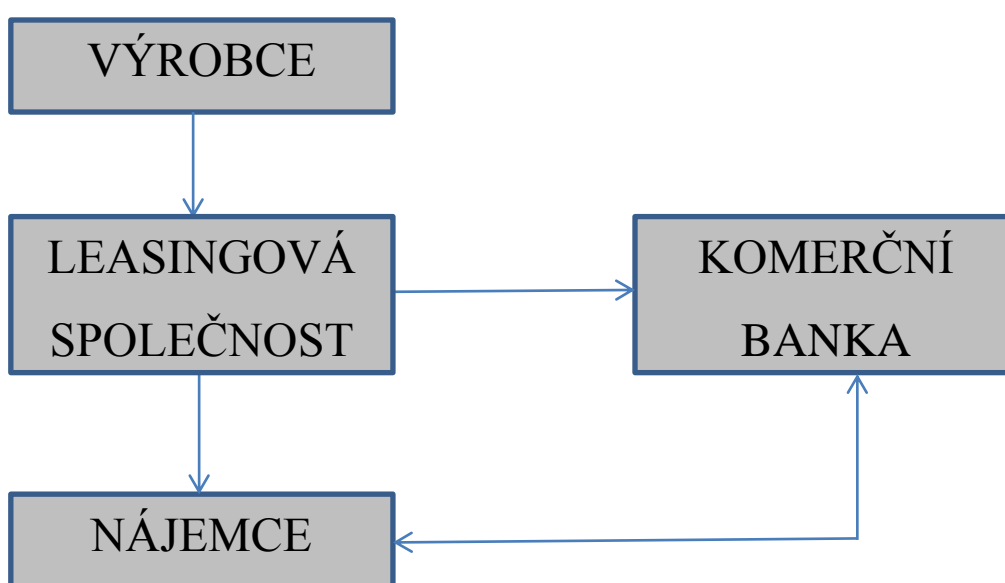 VÝROBCE
LEASINGOVÁ
SPOLEČNOST
KOMERČNÍ
BANKA
NÁJEMCE